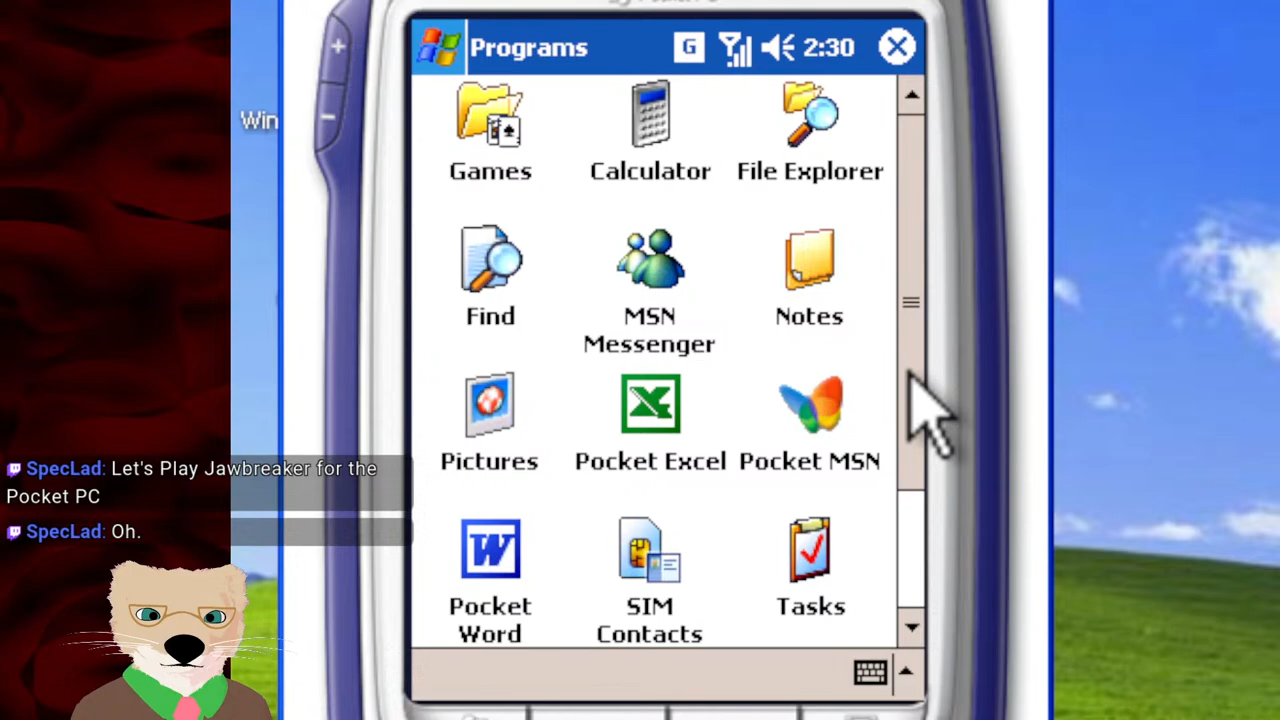 Programs
G
2:30
Win
Games
Calculator
File Explorer
Find
MSN
Messenger
Notes
Pictures
Pocket Excel
Pocket MSN
SpecLad: Let's Play Jawbreaker for the
Pocket PC
SpecLad: Oh.
Pocket
Word
SIM
Contacts
Tasks